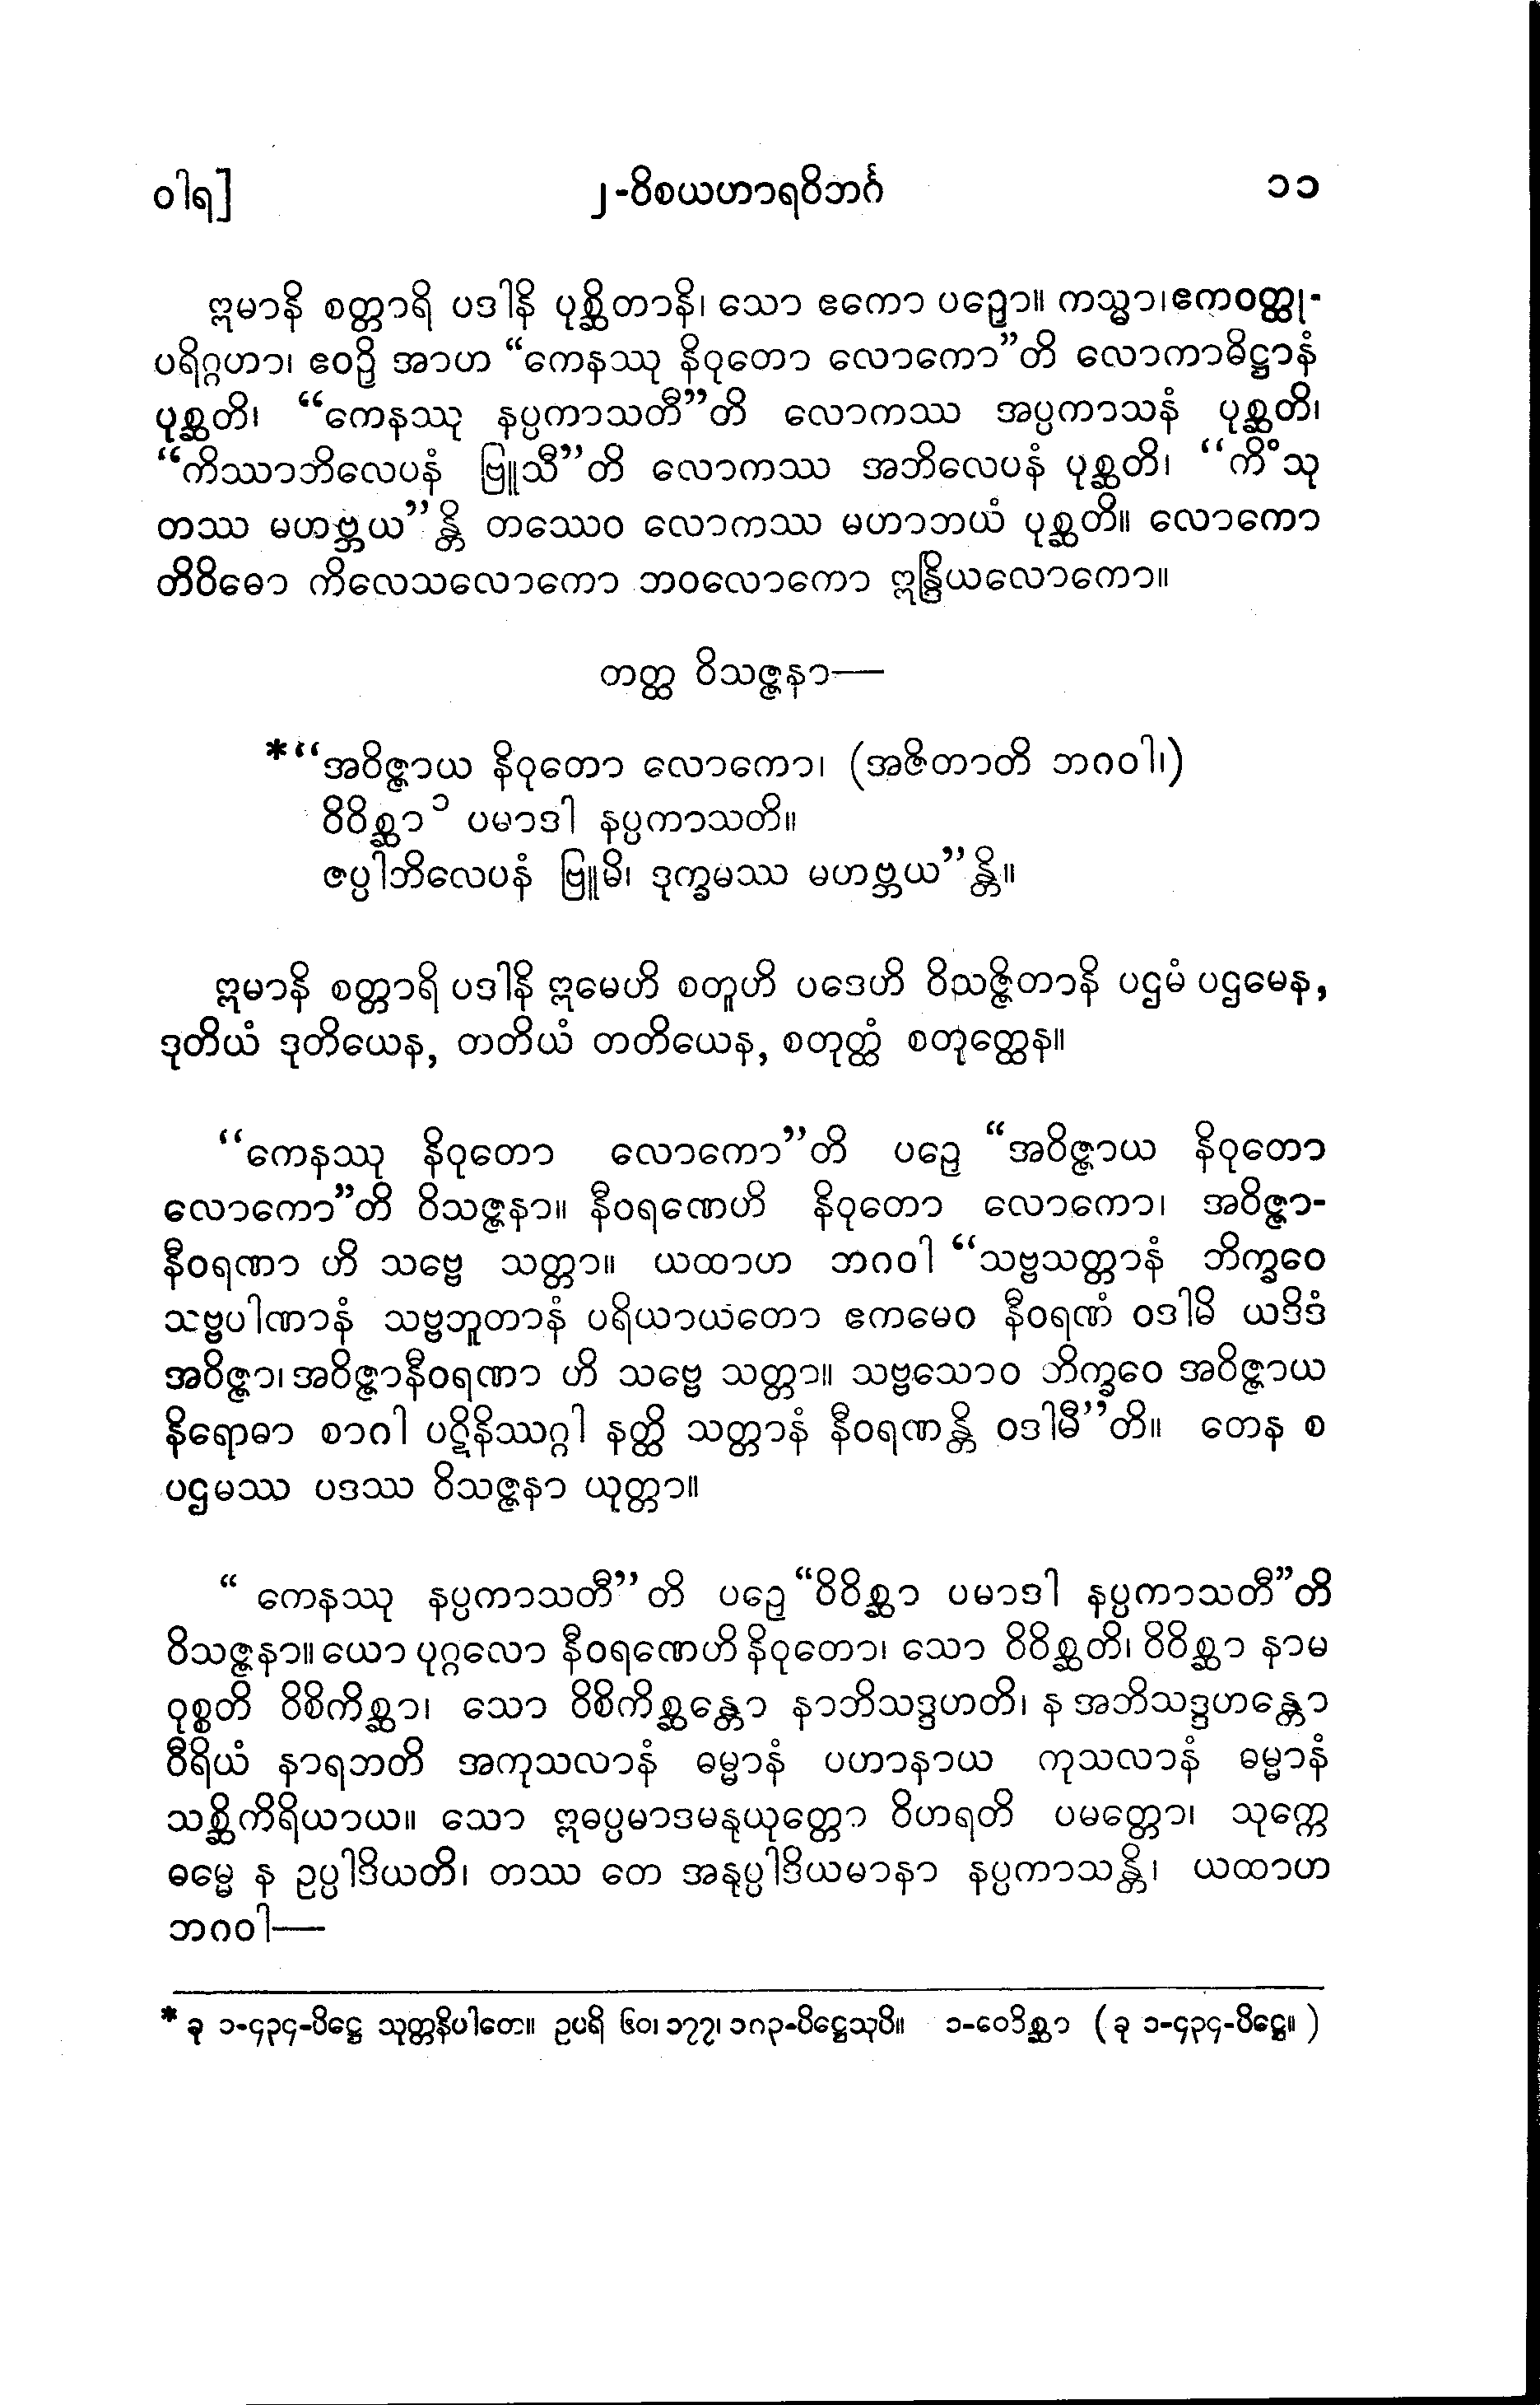 ဝါရ]
၂-ဝိစယဟာရဝိဘင်္ဂ
၁၁
ဣမာနိ စတ္တာရိ ပဒါနိ ပုစ္ဆိတာနိ၊ သော ဧကော ပဉှော။ ကသ္မာ၊ ဧကဝတ္ထု-
ပရိဂ္ဂဟာ၊ ဧဝဉှိ အာဟ “ကေနဿု နိဝုတော လောကော”တိ လောကာဓိဋ္ဌာနံ
ပုစ္ဆတိ၊ “ကေနဿု နပ္ပကာသတီ”တိ လောကဿ အပ္ပကာသနံ ပုစ္ဆတိ၊
“ကိဿာဘိလေပနံ ဗြူသီ”တိ လောကဿ အဘိလေပနံ ပုစ္ဆတိ၊ “ကိံသု
တဿ မဟဗ္ဘယ”န္တိ တဿေဝ လောကဿ မဟာဘယံ ပုစ္ဆတိ။ လောကော
တိဝိဓော ကိလေသလောကော ဘဝလောကော ဣန္ဒြိယလောကော။
တတ္ထ ဝိသဇ္ဇနာ—
*“အဝိဇ္ဇာယ နိဝုတော လောကော၊ (အဇိတာတိ ဘဂဝါ၊)
ဝိဝိစ္ဆာ ၁ ပမာဒါ နပ္ပကာသတိ။
ဇပ္ပါဘိလေပနံ ဗြူမိ၊ ဒုက္ခမဿ မဟဗ္ဘယ”န္တိ။
ဣမာနိ စတ္တာရိ ပဒါနိ ဣမေဟိ စတူဟိ ပဒေဟိ ဝိသဇ္ဇိတာနိ ပဌမံ ပဌမေန,
ဒုတိယံ ဒုတိယေန, တတိယံ တတိယေန, စတုတ္ထံ စတုတ္ထေန။
“ကေနဿု နိဝုတော လောကော”တိ ပဉှေ “အဝိဇ္ဇာယ နိဝုတော
လောကော”တိ ဝိသဇ္ဇနာ။ နီဝရဏေဟိ နိဝုတော လောကော၊ အဝိဇ္ဇာ-
နီဝရဏာ ဟိ သဗ္ဗေ သတ္တာ။ ယထာဟ ဘဂဝါ “သဗ္ဗသတ္တာနံ ဘိက္ခဝေ
သဗ္ဗပါဏာနံ သဗ္ဗဘူတာနံ ပရိယာယတော ဧကမေဝ နီဝရဏံ ဝဒါမိ ယဒိဒံ
အဝိဇ္ဇာ၊ အဝိဇ္ဇာနီဝရဏာ ဟိ သဗ္ဗေ သတ္တာ။ သဗ္ဗသောဝ ဘိက္ခဝေ အဝိဇ္ဇာယ
နိရောဓာ စာဂါ ပဋိနိဿဂ္ဂါ နတ္ထိ သတ္တာနံ နီဝရဏန္တိ ဝဒါမီ”တိ။ တေန စ
ပဌမဿ ပဒဿ ဝိသဇ္ဇနာ ယုတ္တာ။
“ ကေနဿု နပ္ပကာသတီ”တိ ပဉှေ “ဝိဝိစ္ဆာ ပမာဒါ နပ္ပကာသတီ”တိ
ဝိသဇ္ဇနာ။ ယော ပုဂ္ဂလော နီဝရဏေဟိ နိဝုတော၊ သော ဝိဝိစ္ဆတိ၊ ဝိဝိစ္ဆာ နာမ
ဝုစ္စတိ ဝိစိကိစ္ဆာ၊ သော ဝိစိကိစ္ဆန္တော နာဘိသဒ္ဒဟတိ၊ န အဘိသဒ္ဒဟန္တော
ဝီရိယံ နာရဘတိ အကုသလာနံ ဓမ္မာနံ ပဟာနာယ ကုသလာနံ ဓမ္မာနံ
သစ္ဆိကိရိယာယ။ သော ဣဓပ္ပမာဒမနုယုတ္တော ဝိဟရတိ ပမတ္တော၊ သုက္ကေ
ဓမ္မေ န ဥပ္ပါဒိယတိ၊ တဿ တေ အနုပ္ပါဒိယမာနာ နပ္ပကာသန္တိ၊ ယထာဟ
ဘဂဝါ—
* ခု ၁-၄၃၄-ပိဋ္ဌေ သုတ္တနိပါတေ။ ဥပရိ ၆၀၊ ၁၇၇၊ ၁၈၃-ပိဋ္ဌေသုပိ။ ၁-ဝေဒိစ္ဆာ ( ခု ၁-၄၃၄-ပိဋ္ဌေ။ )